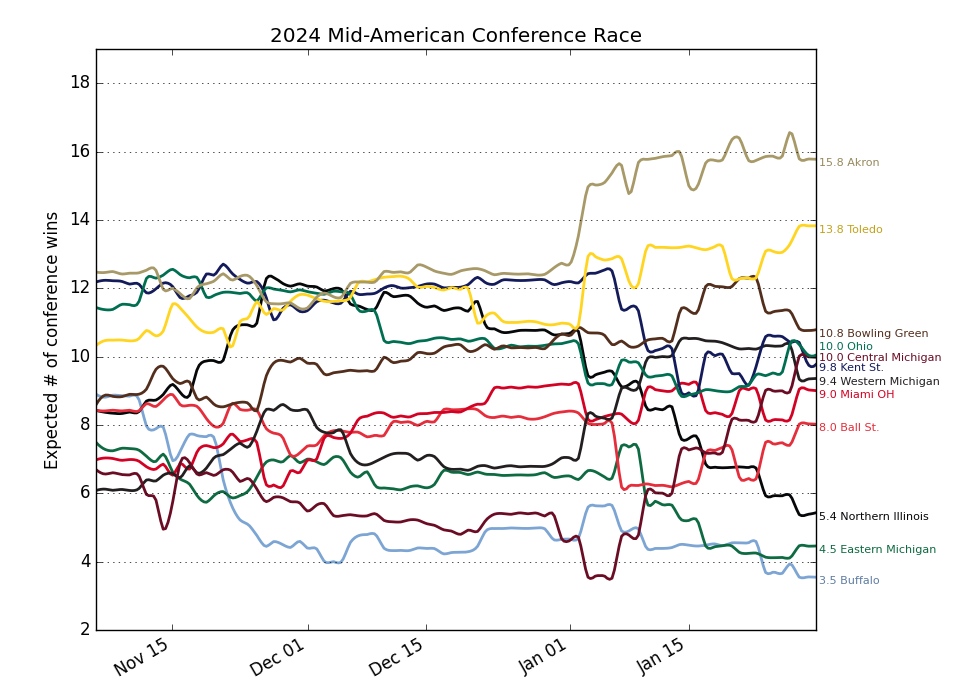 2024 Mid-American Conference Race
Expected # of conference wins
18
16
14
12
10
8
6
4
2
Nov 15
Dec 01
Dec 15
Jan 01
Jan 15
15.8 Akron
13.8 Toledo
10.8 Bowling Green
10.0 Ohio
10.0 Central Michigan
9.8 Kent St.
9.4 Western Michigan
9.0 Miami OH
8.0 Ball St.
5.4 Northern Illinois
4.5 Eastern Michigan
3.5 Buffalo